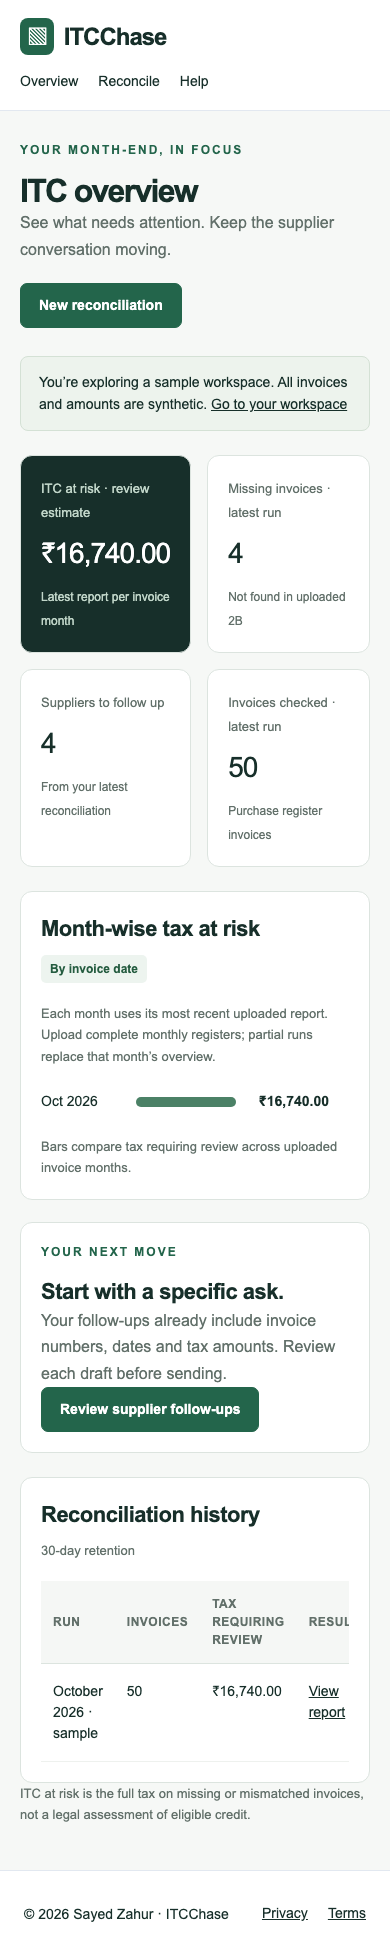 ITCChase
Overview Reconcile Help
YOUR MONTH-END, IN FOCUS
ITC overview
See what needs attention. Keep the supplier
conversation moving.
New reconciliation
You’re exploring a sample workspace. All invoices
and amounts are synthetic. Go to your workspace
ITC at risk · review
estimate
₹16,740.00
Latest report per invoice
month
Missing invoices ·
latest run
4
Not found in uploaded
2B
Suppliers to follow up
4
From your latest
reconciliation
Invoices checked ·
latest run
50
Purchase register
invoices
Month-wise tax at risk
By invoice date
Each month uses its most recent uploaded report.
Upload complete monthly registers; partial runs
replace that month’s overview.
Oct 2026 ₹16,740.00
Bars compare tax requiring review across uploaded
invoice months.
YOUR NEXT MOVE
Start with a specific ask.
Your follow-ups already include invoice
numbers, dates and tax amounts. Review
each draft before sending.
Review supplier follow-ups
Reconciliation history
30-day retention
RUN INVOICES TAX REQUIRING REVIEW RESUL
October 2026 · sample 50 ₹16,740.00 View report
ITC at risk is the full tax on missing or mismatched invoices,
not a legal assessment of eligible credit.
© 2026 Sayed Zahur · ITCChase Privacy Terms